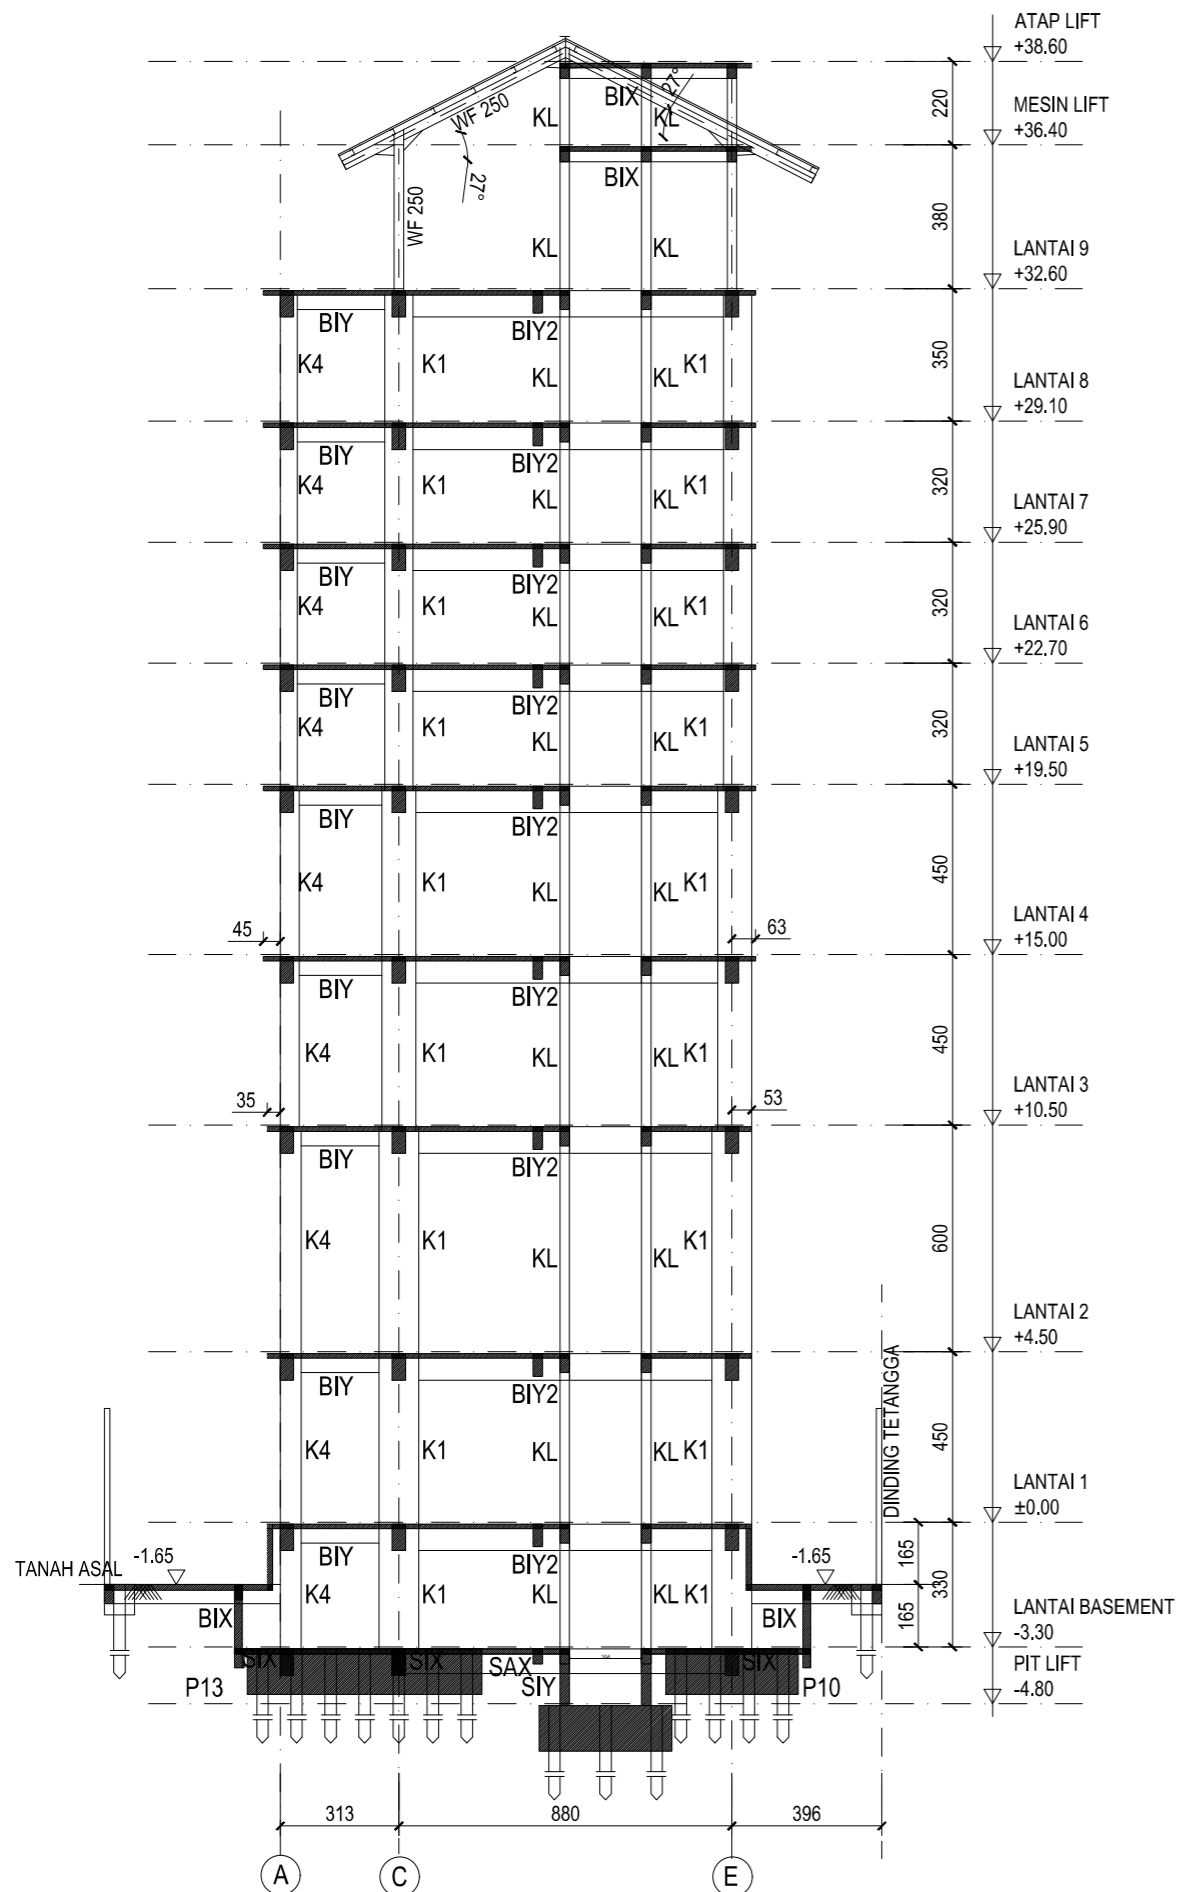 ATAP LIFT
+38.60
220
MESIN LIFT
+36.40
WF 250
27°
KL
BIX
KL
27°
BIX
WF 250
380
KL
KL
LANTAI 9
+32.60
BIY
BIY2
K4
K1
KL
KL
K1
350
LANTAI 8
+29.10
BIY
BIY2
K4
K1
KL
KL
K1
320
LANTAI 7
+25.90
BIY
BIY2
K4
K1
KL
KL
K1
320
LANTAI 6
+22.70
BIY
BIY2
K4
K1
KL
KL
K1
320
LANTAI 5
+19.50
BIY
BIY2
K4
K1
KL
KL
K1
450
45
63
LANTAI 4
+15.00
BIY
BIY2
K4
K1
KL
KL
K1
450
35
53
LANTAI 3
+10.50
BIY
BIY2
K4
K1
KL
KL
K1
600
LANTAI 2
+4.50
DINDING TETANGGA
BIY
BIY2
K4
K1
KL
KL
K1
450
LANTAI 1
±0.00
TANAH ASAL
-1.65
BIY
BIY2
-1.65
165
330
165
K4
K1
KL
KL
K1
BIX
BIX
LANTAI BASEMENT
-3.30
SIX
SIX
SAX
SIX
PIT LIFT
-4.80
P13
SIY
P10
313
880
396
A
C
E